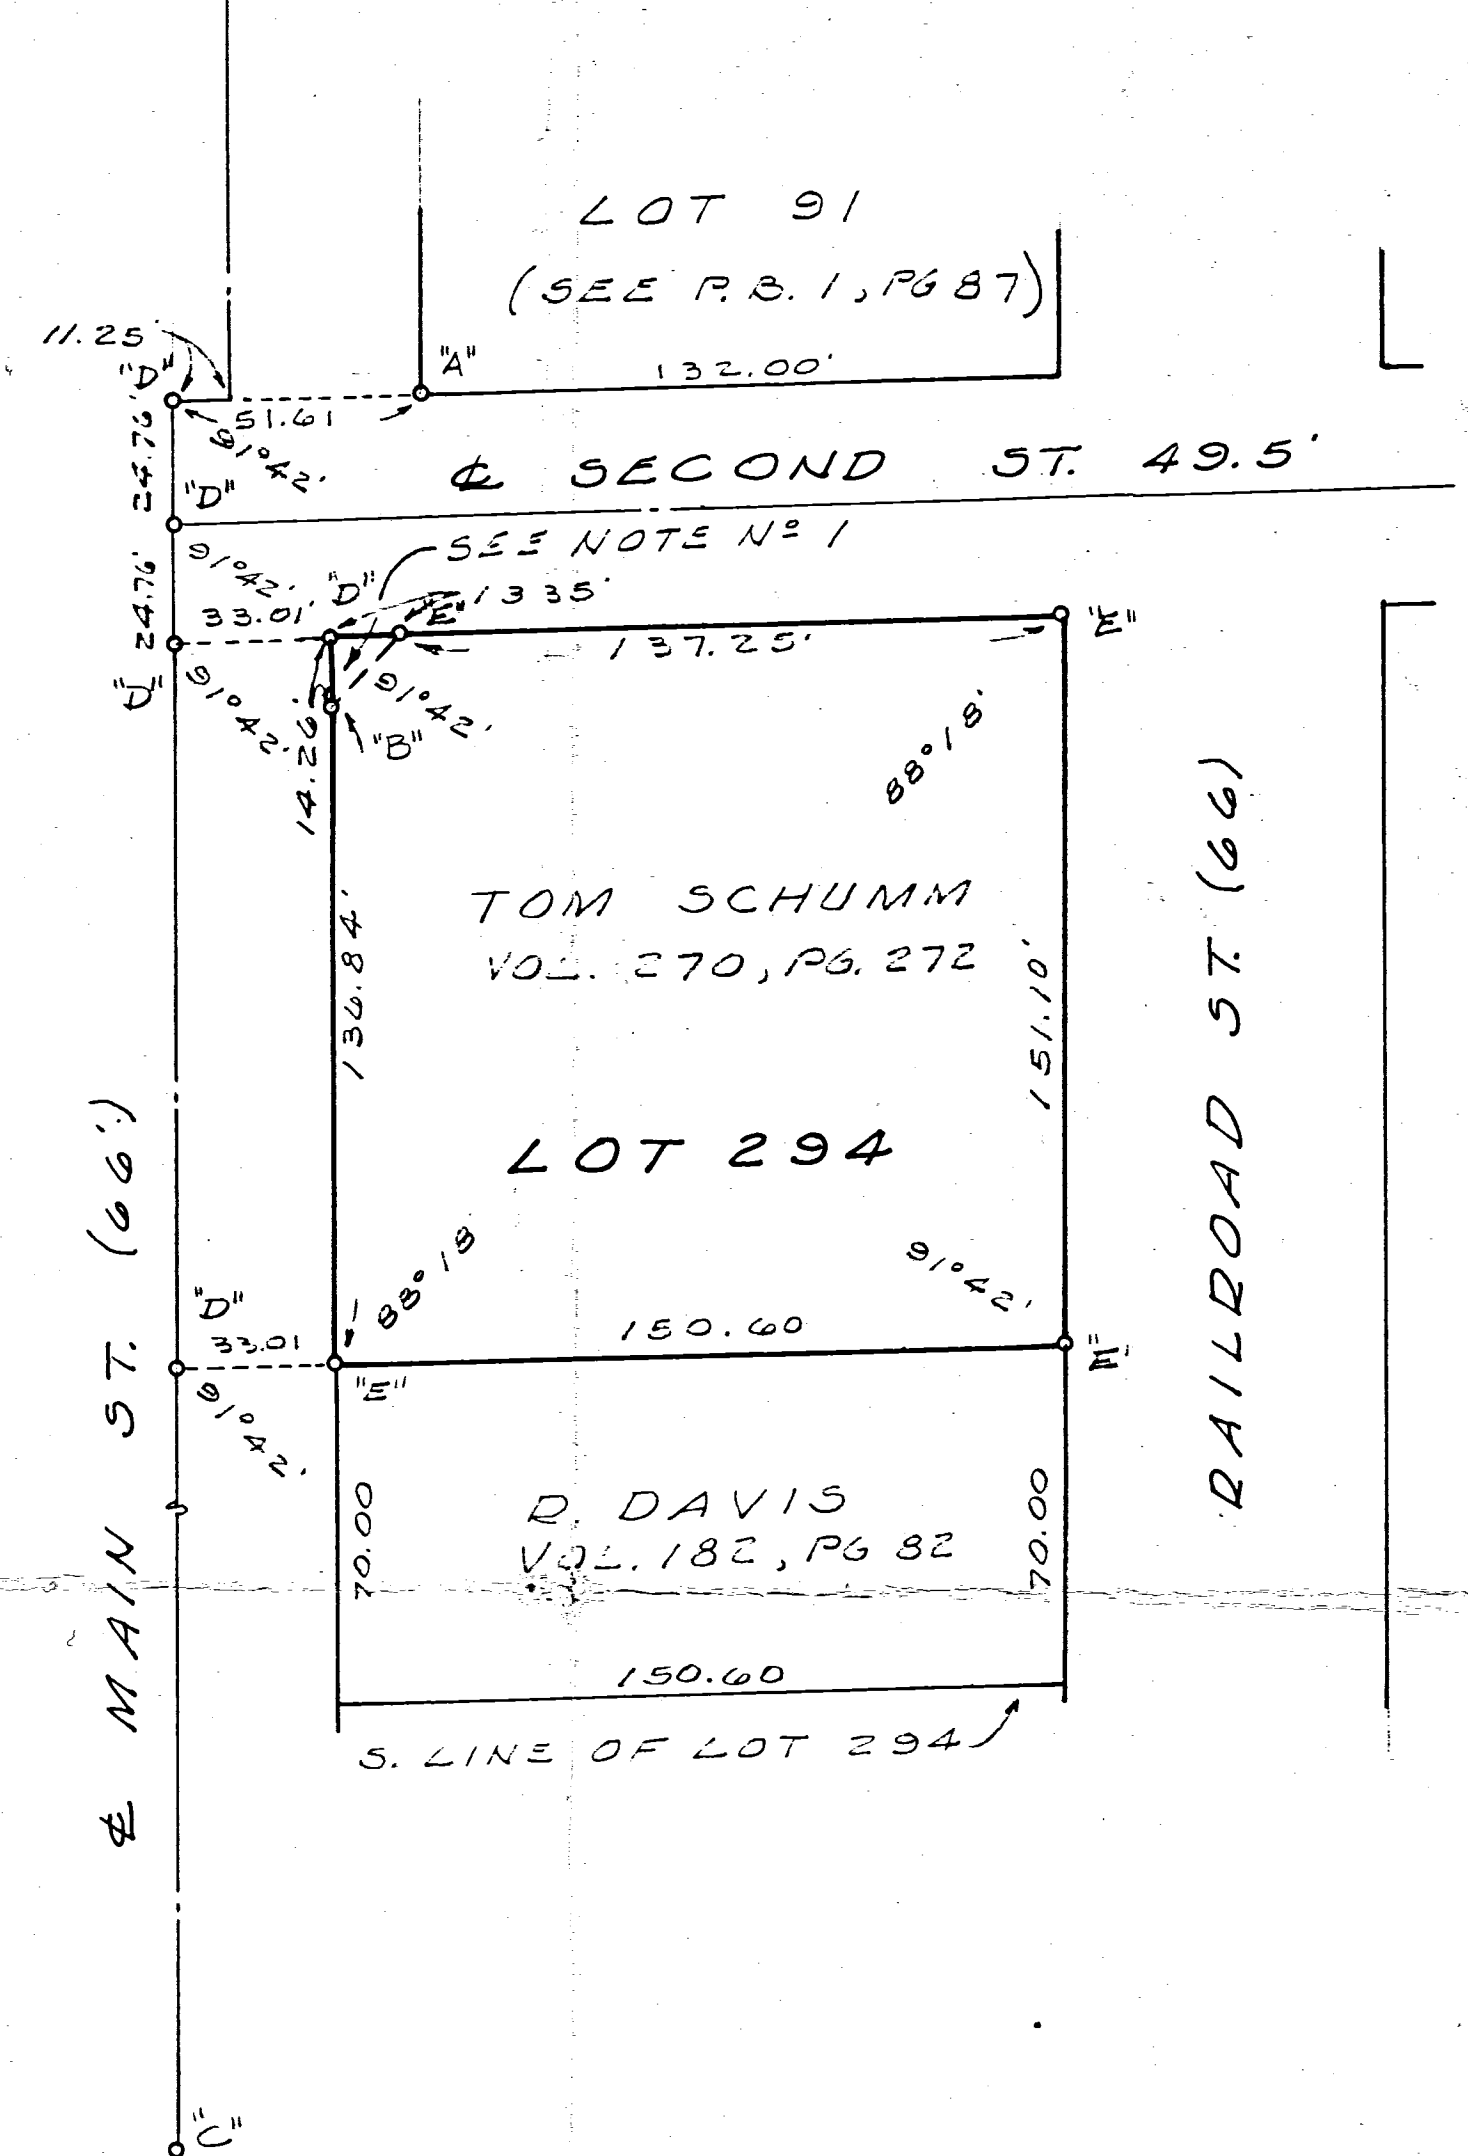 LOT 91
(SEE P.B. 1, PG 87)
11.25'
"D"
"A"
132.00'
51.61
24.76'
91°42'
℄ SECOND ST. 49.5'
"D"
SEE NOTE Nº 1
24.76'
91°42'
"D"
1335'
33.01'
"E"
"E"
137.25'
"D"
91°42'
91°42'
"B"
14.26'
88°18'
RAILROAD ST. (66)
TOM SCHUMM
VOL. 270, PG. 272
136.84'
151.10'
LOT 294
℄ MAIN ST. (66')
88°18
91°42'
"D"
150.60
33.01
"E"
"E"
91°42'
R. DAVIS
VOL. 182, PG 82
70.00
70.00
150.60
S. LINE OF LOT 294
"C"